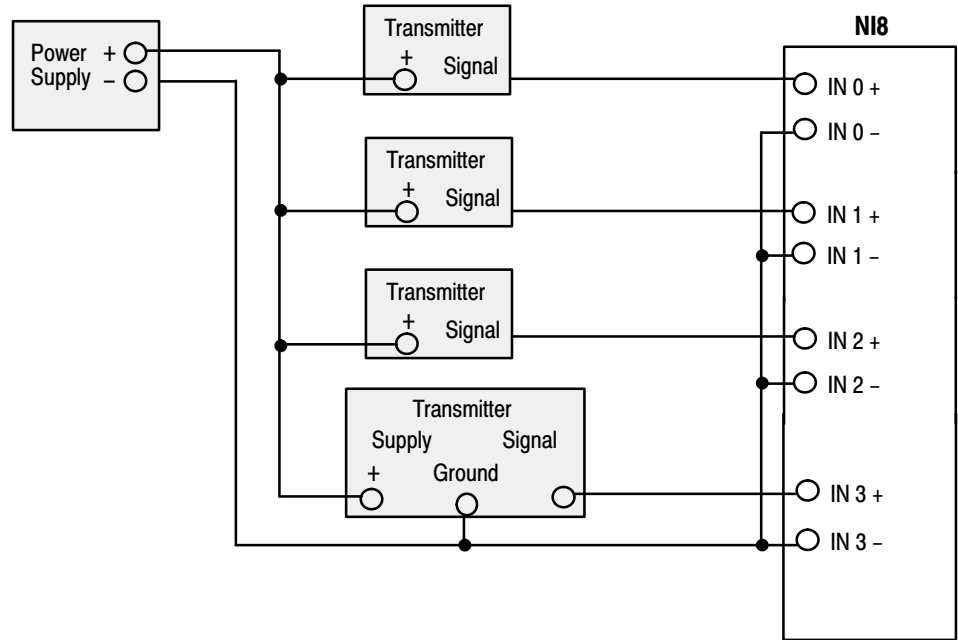 NI8
Power +
Supply –
Transmitter
+ Signal
IN 0 +
IN 0 –
Transmitter
+ Signal
IN 1 +
IN 1 –
Transmitter
+ Signal
IN 2 +
IN 2 –
Transmitter
Supply Signal
+ Ground
IN 3 +
IN 3 –